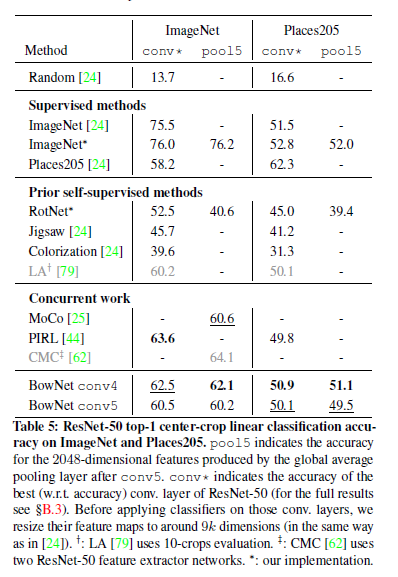 ImageNet Places205
Method conv⋆ pool5 conv⋆ pool5
Random [24] 13.7 - 16.6 -
Supervised methods
ImageNet [24] 75.5 - 51.5 -
ImageNet* 76.0 76.2 52.8 52.0
Places205 [24] 58.2 - 62.3 -
Prior self-supervised methods
RotNet* 52.5 40.6 45.0 39.4
Jigsaw [24] 45.7 - 41.2 -
Colorization [24] 39.6 - 31.3 -
LA† [79] 60.2 - 50.1 -
Concurrent work
MoCo [25] - 60.6 - -
PIRL [44] 63.6 - 49.8 -
CMC‡ [62] - 64.1 - -
BowNet conv4 62.5 62.1 50.9 51.1
BowNet conv5 60.5 60.2 50.1 49.5
Table 5: ResNet-50 top-1 center-crop linear classification accu-
racy on ImageNet and Places205. pool5 indicates the accuracy
for the 2048-dimensional features produced by the global average
pooling layer after conv5. conv⋆ indicates the accuracy of the
best (w.r.t. accuracy) conv. layer of ResNet-50 (for the full results
see §B.3). Before applying classifiers on those conv. layers, we
resize their feature maps to around 9k dimensions (in the same way
as in [24]). †: LA [79] uses 10-crops evaluation. ‡: CMC [62] uses
two ResNet-50 feature extractor networks. *: our implementation.